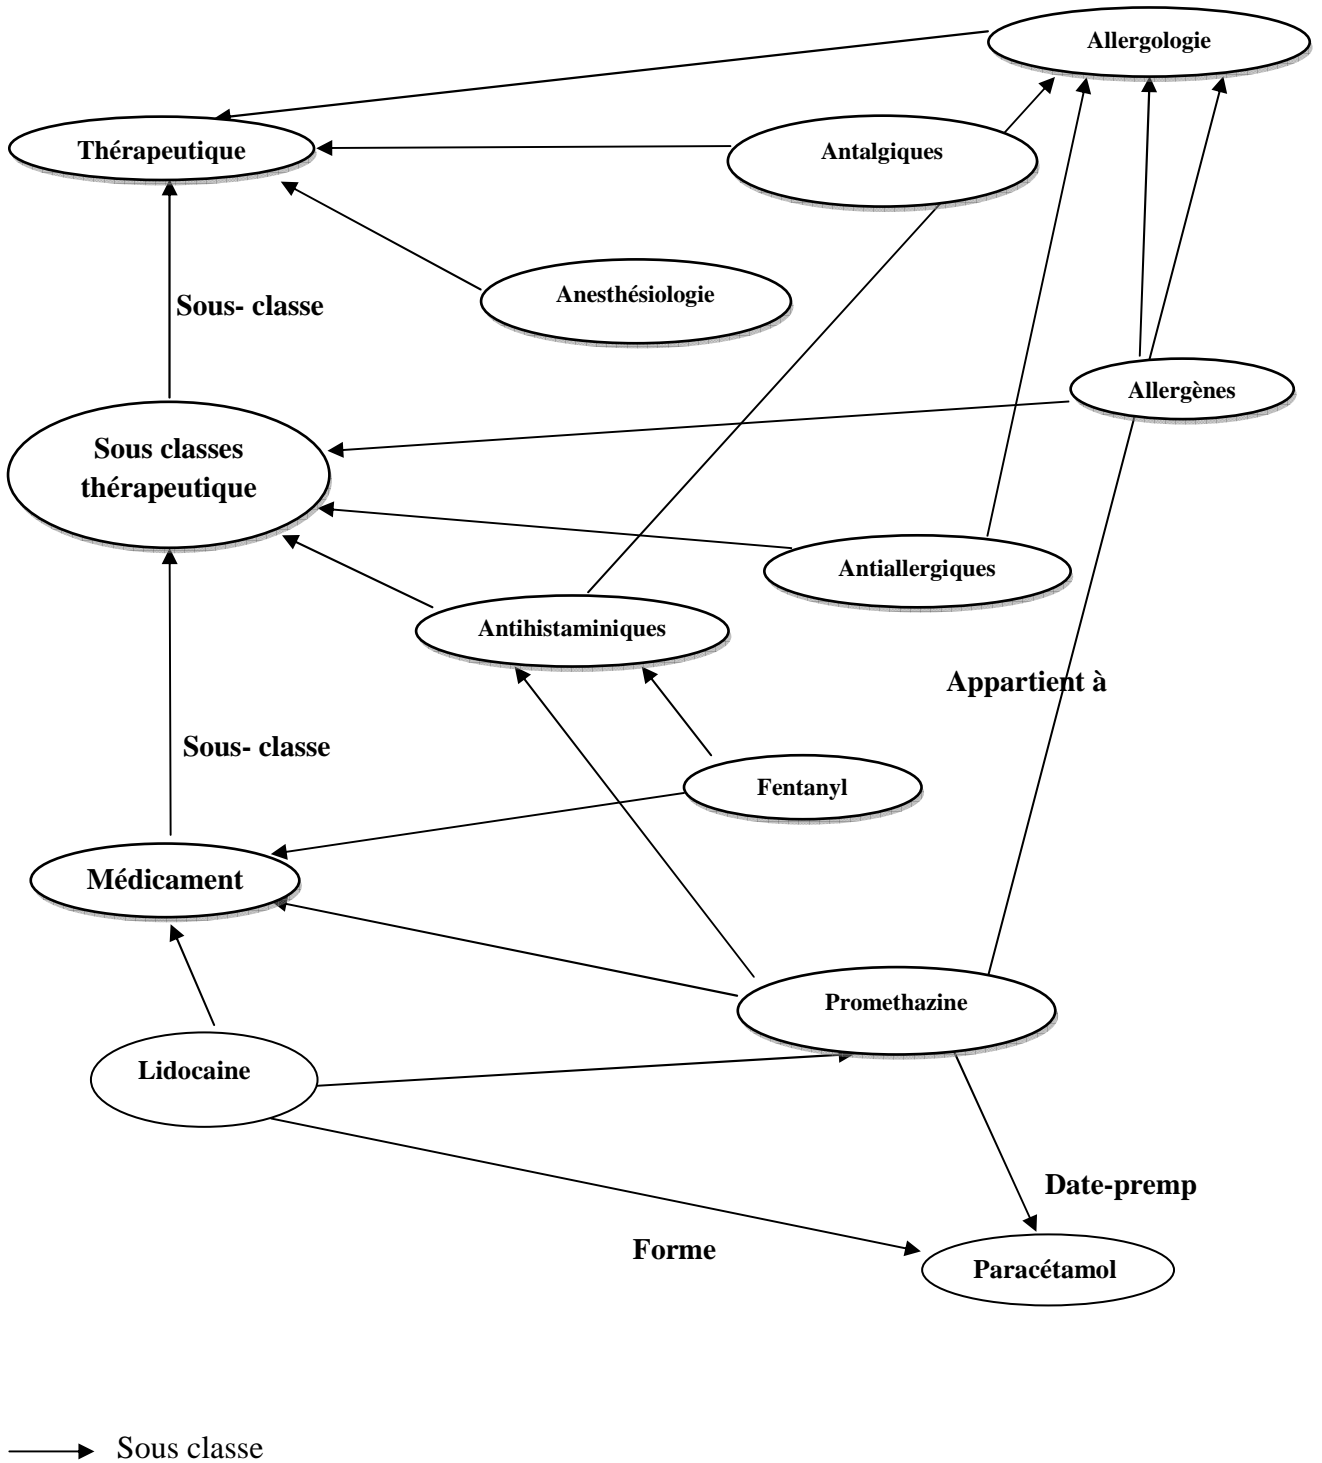 Allergologie
Thérapeutique
Antalgiques
Anesthésiologie
Sous- classe
Allergènes
Sous classes
thérapeutique
Antiallergiques
Antihistaminiques
Appartient à
Sous- classe
Fentanyl
Médicament
Promethazine
Lidocaine
Date-premp
Forme
Paracétamol
Sous classe